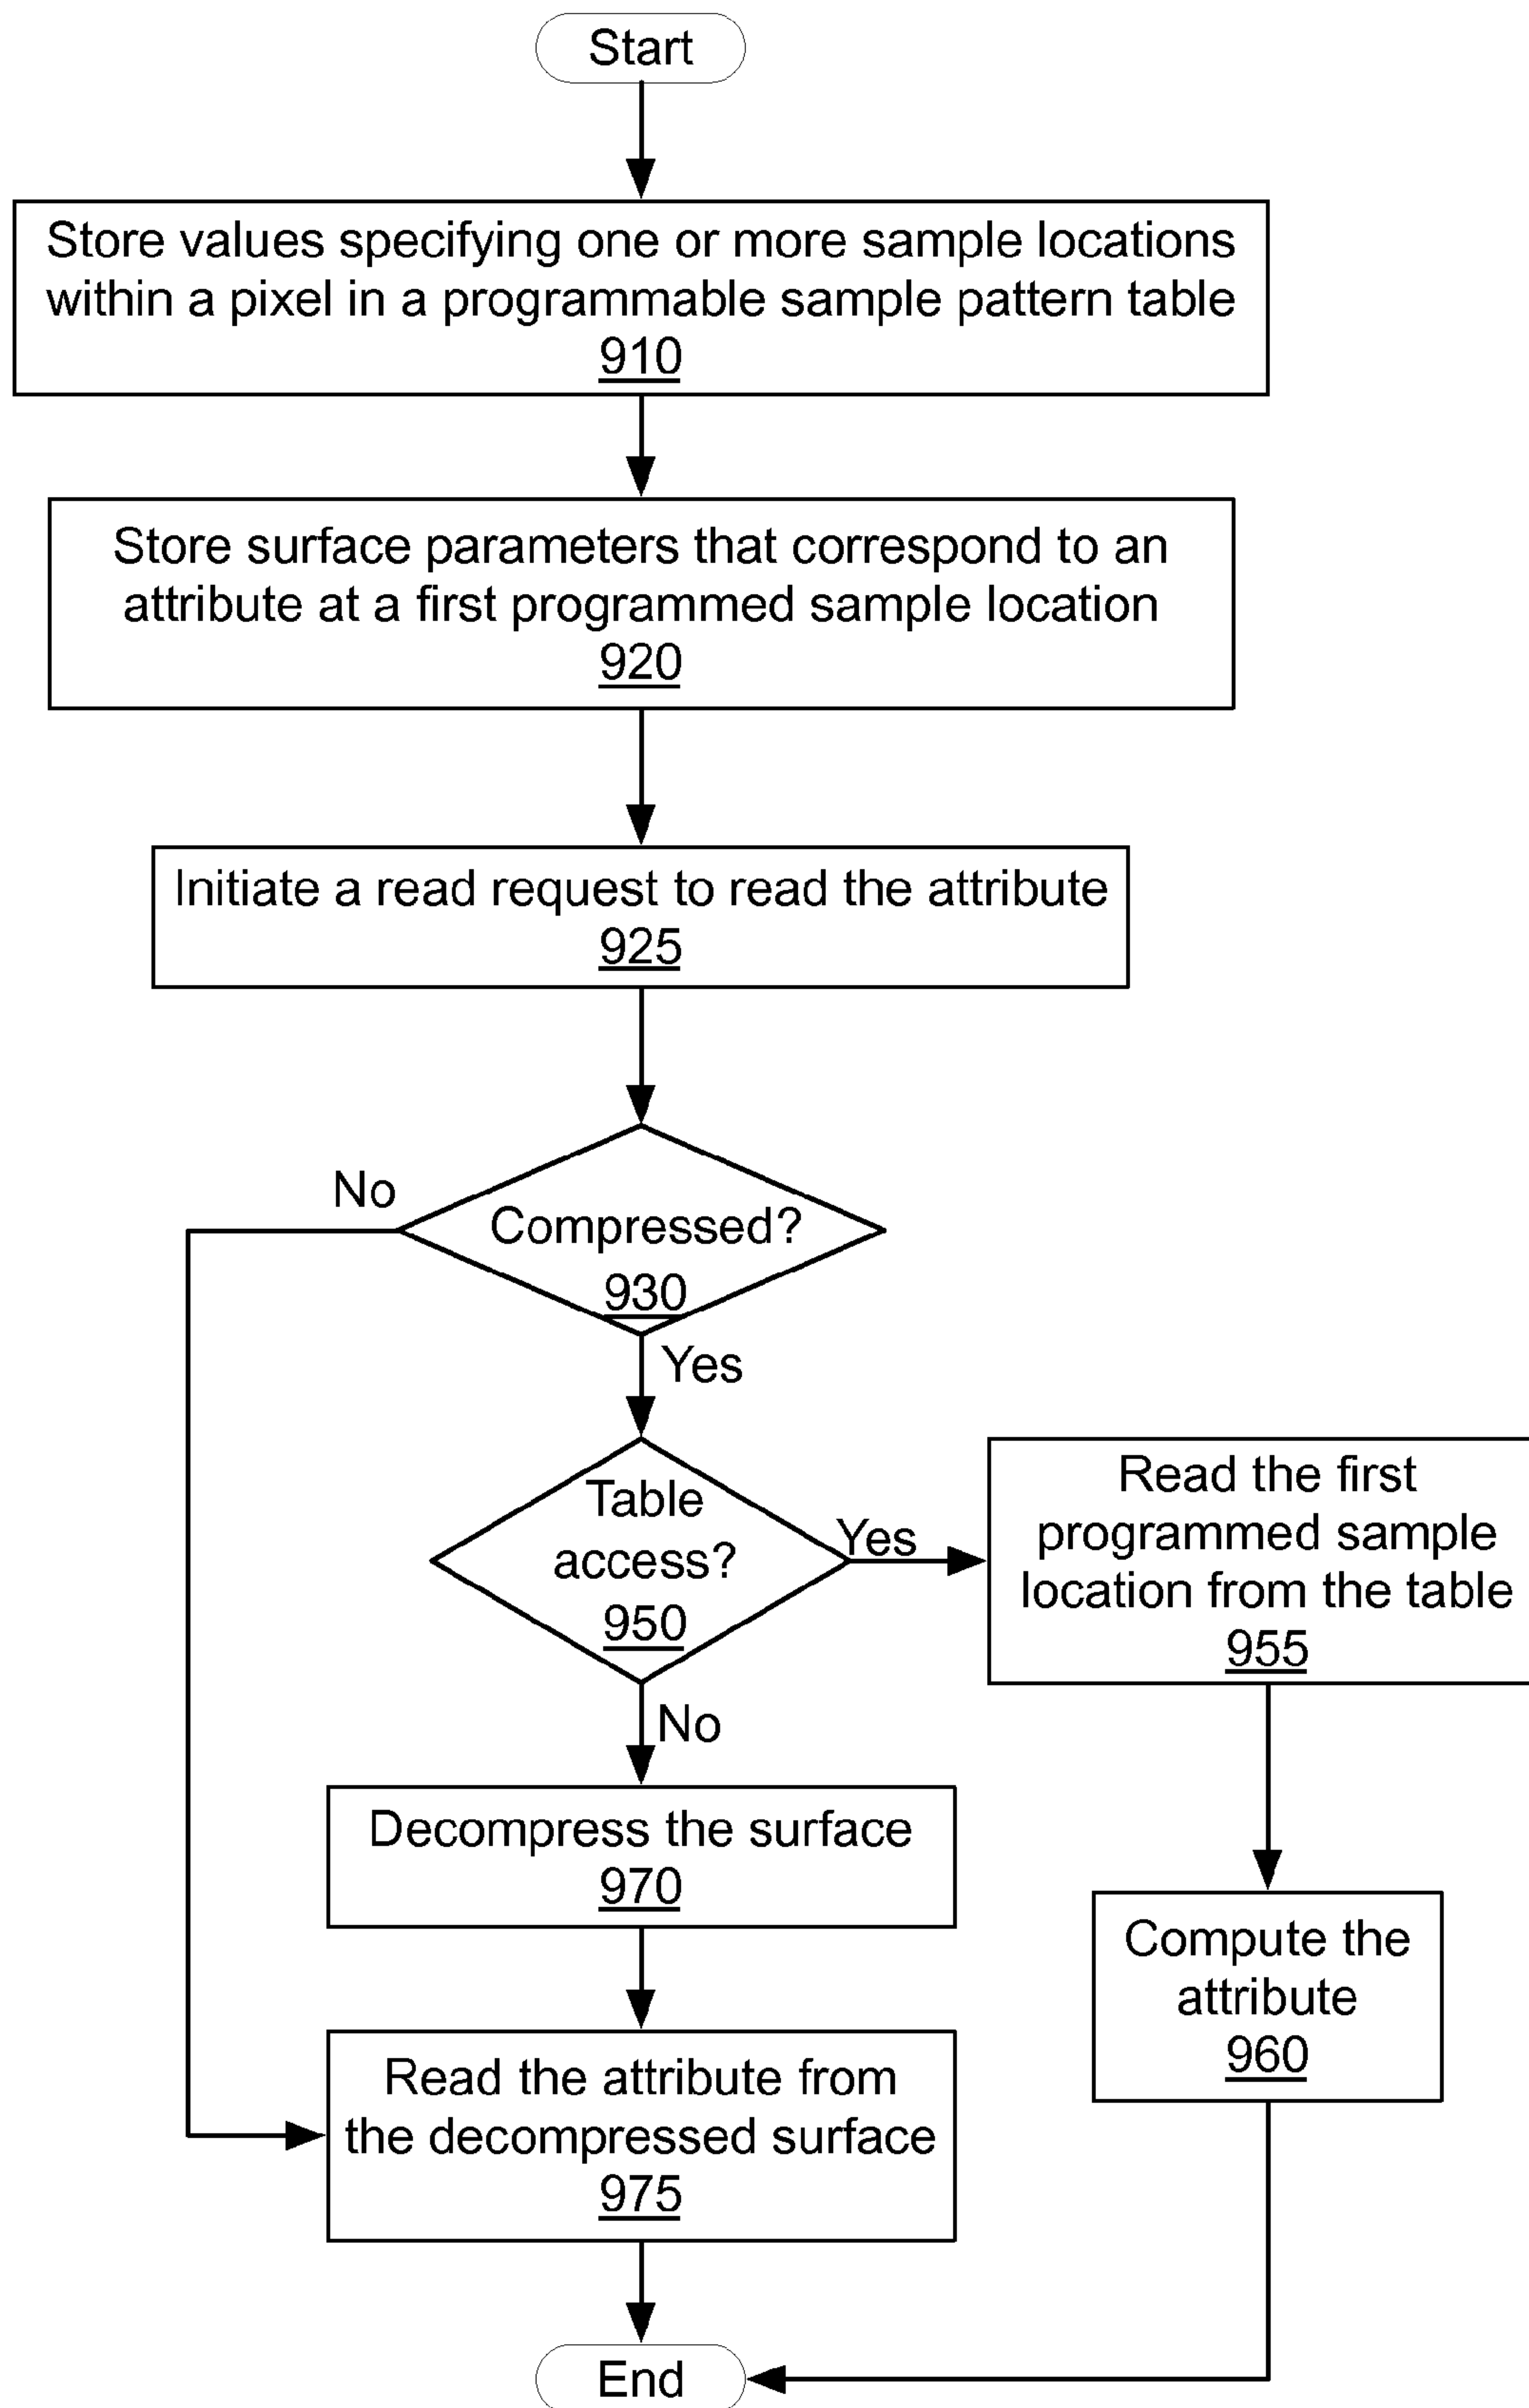 Start
Store values specifying one or more sample locations
within a pixel in a programmable sample pattern table
910
Store surface parameters that correspond to an
attribute at a first programmed sample location
920
Initiate a read request to read the attribute
925
No
Compressed?
930
Yes
Table
access?
950
Yes
Read the first
programmed sample
location from the table
955
No
Decompress the surface
970
Compute the
attribute
960
Read the attribute from
the decompressed surface
975
End